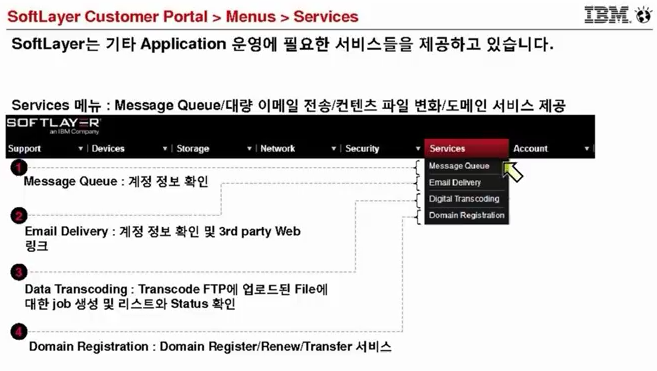 SoftLayer Customer Portal > Menus > Services
IBM
SoftLayer는 기타 Application 운영에 필요한 서비스들을 제공하고 있습니다.
Services 메뉴 : Message Queue/대량 이메일 전송/컨텐츠 파일 변화/도메인 서비스 제공
SOFTLAYER
an IBM Company
Support Devices Storage Network Security Services Account
Message Queue
Email Delivery
Digital Transcoding
Domain Registration
1
Message Queue : 계정 정보 확인
2
Email Delivery : 계정 정보 확인 및 3rd party Web
링크
3
Data Transcoding : Transcode FTP에 업로드된 File에
대한 job 생성 및 리스트와 Status 확인
4
Domain Registration : Domain Register/Renew/Transfer 서비스